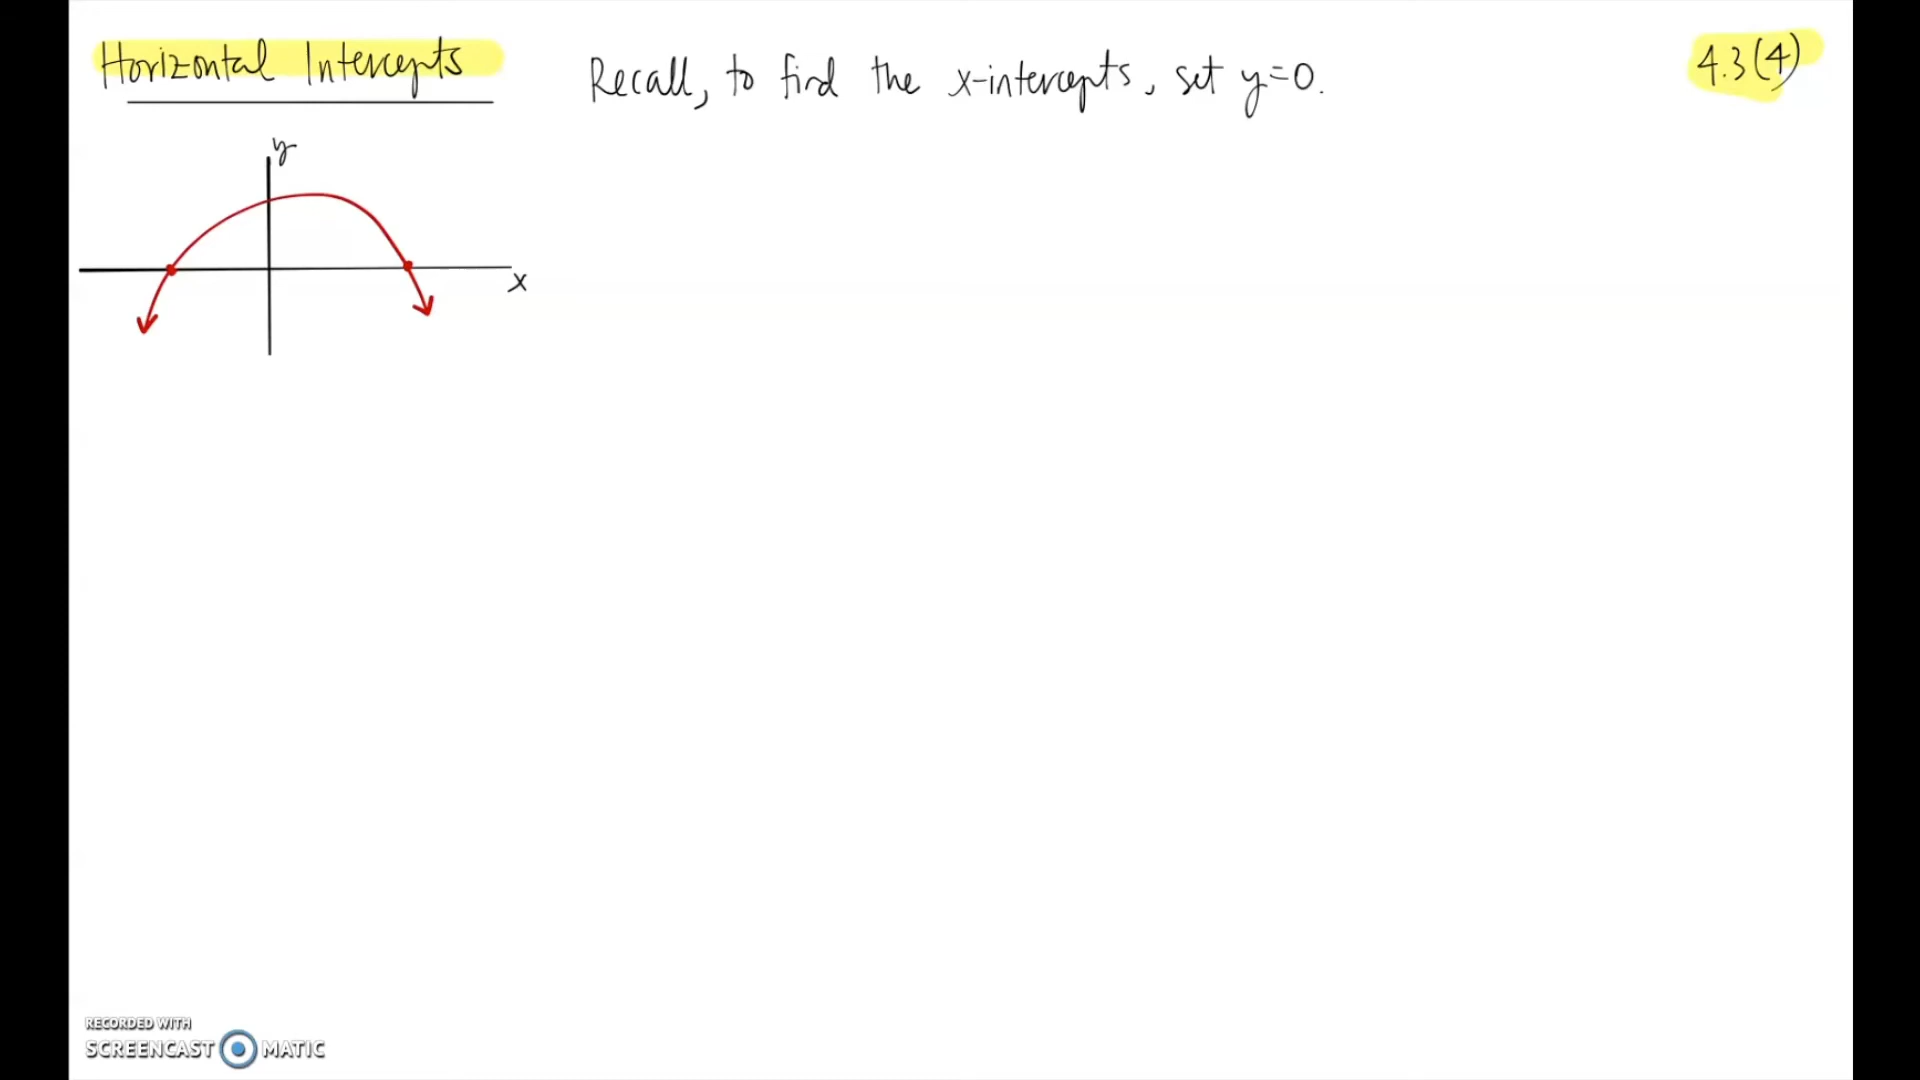 Horizontal Intercepts
Recall, to find the x-intercepts, set y=0.
4.3(4)
y
x
RECORDED WITH
SCREENCAST MATIC